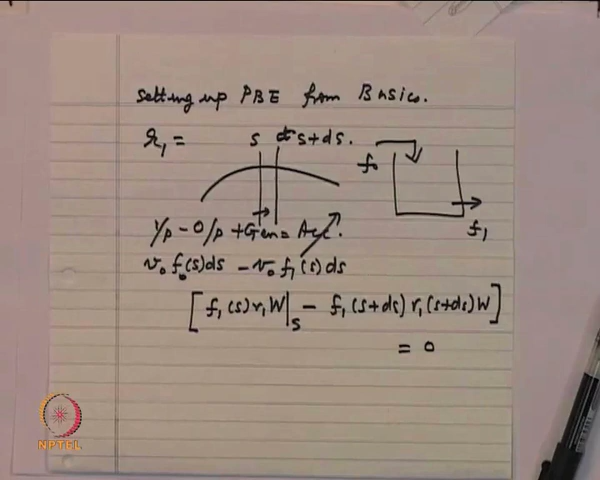 Setting up PBE from Basics.
r₁ = s s+ds.
f₀
f₁
I/p - O/p + Gen = Acc.
v₀ f₀(s)ds - v₀ f₁(s)ds
[ f₁(s) r₁ W|ₛ - f₁(s+ds) r₁(s+ds) W ]
= 0
NPTEL